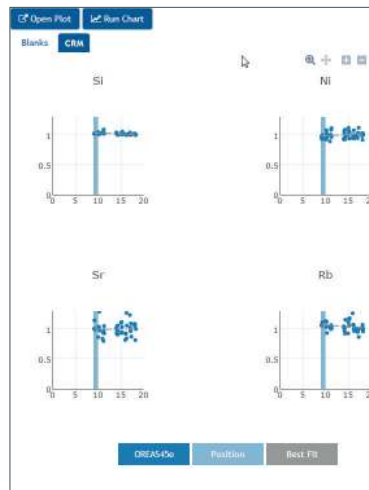 Open Plot Run Chart
Blanks CRM
Si Ni
1 1
0.5 0.5
0 0
0 5 10 15 20 0 5 10 15 2
Sr Rb
1 1
0.5 0.5
0 0
0 5 10 15 20 0 5 10 15 2
OREAS45e Position Best Fit